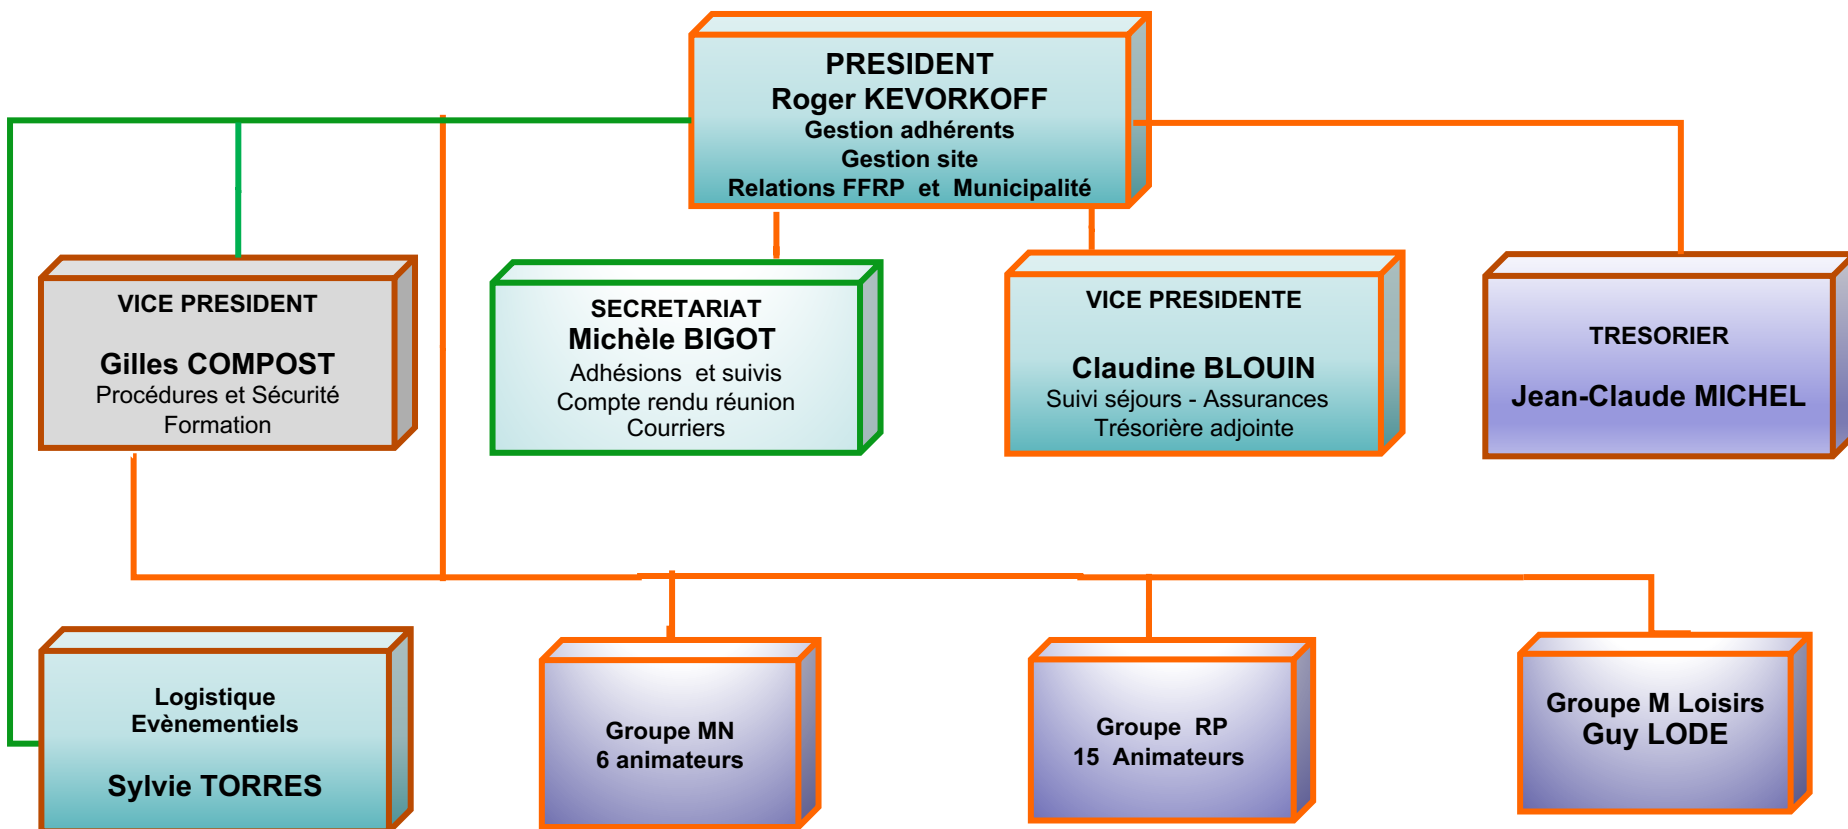 PRESIDENT
Roger KEVORKOFF
Gestion adhérents
Gestion site
Relations FFRP et Municipalité
VICE PRESIDENT
Gilles COMPOST
Procédures et Sécurité
Formation
SECRETARIAT
Michèle BIGOT
Adhésions et suivis
Compte rendu réunion
Courriers
VICE PRESIDENTE
Claudine BLOUIN
Suivi séjours - Assurances
Trésorière adjointe
TRESORIER
Jean-Claude MICHEL
Logistique
Evènementiels
Sylvie TORRES
Groupe MN
6 animateurs
Groupe RP
15 Animateurs
Groupe M Loisirs
Guy LODE